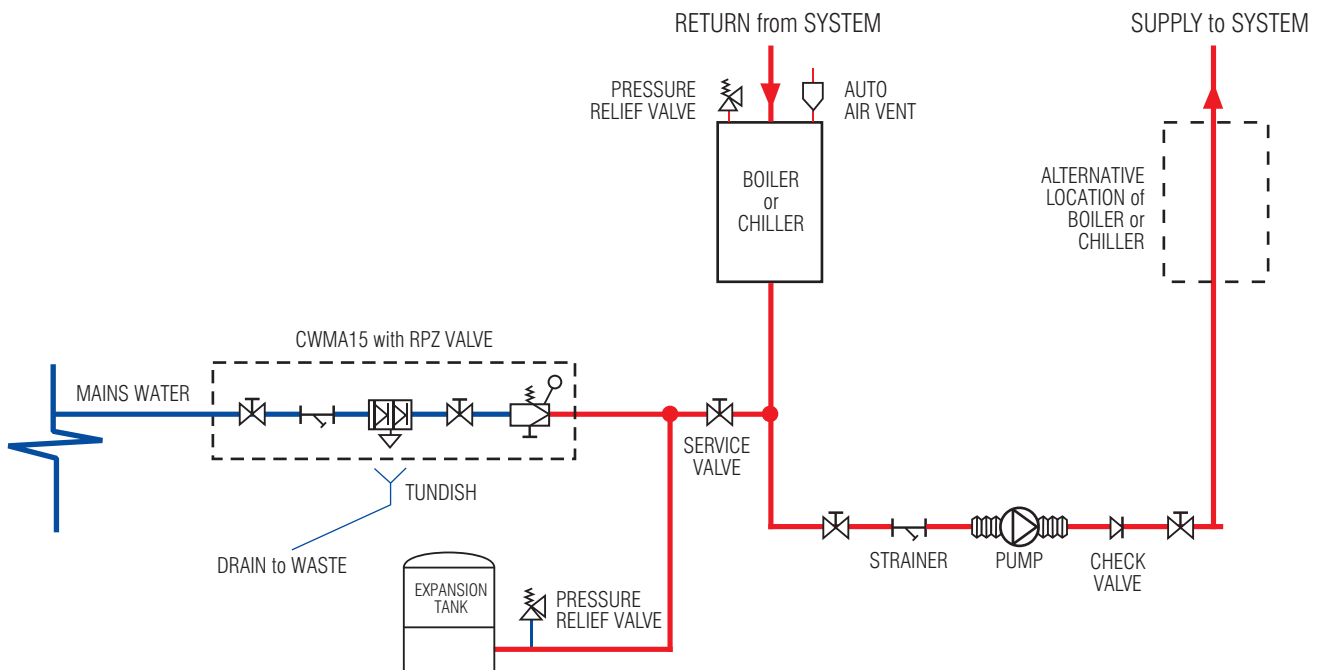 RETURN from SYSTEM
SUPPLY to SYSTEM
PRESSURE
RELIEF VALVE
AUTO
AIR VENT
BOILER
or
CHILLER
ALTERNATIVE
LOCATION of
BOILER or
CHILLER
CWMA15 with RPZ VALVE
MAINS WATER
SERVICE
VALVE
TUNDISH
DRAIN to WASTE
STRAINER
PUMP
CHECK
VALVE
EXPANSION
TANK
PRESSURE
RELIEF VALVE